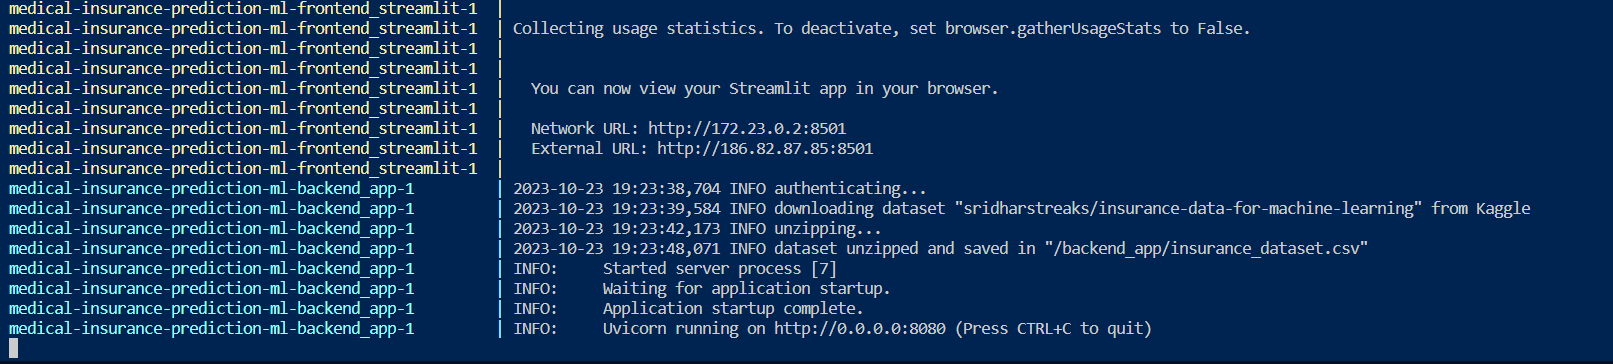 medical-insurance-prediction-ml-frontend_streamlit-1  |
medical-insurance-prediction-ml-frontend_streamlit-1  | Collecting usage statistics. To deactivate, set browser.gatherUsageStats to False.
medical-insurance-prediction-ml-frontend_streamlit-1  |
medical-insurance-prediction-ml-frontend_streamlit-1  |
medical-insurance-prediction-ml-frontend_streamlit-1  |   You can now view your Streamlit app in your browser.
medical-insurance-prediction-ml-frontend_streamlit-1  |
medical-insurance-prediction-ml-frontend_streamlit-1  |   Network URL: http://172.23.0.2:8501
medical-insurance-prediction-ml-frontend_streamlit-1  |   External URL: http://186.82.87.85:8501
medical-insurance-prediction-ml-frontend_streamlit-1  |
medical-insurance-prediction-ml-backend_app-1         | 2023-10-23 19:23:38,704 INFO authenticating...
medical-insurance-prediction-ml-backend_app-1         | 2023-10-23 19:23:39,584 INFO downloading dataset "sridharstreaks/insurance-data-for-machine-learning" from Kaggle
medical-insurance-prediction-ml-backend_app-1         | 2023-10-23 19:23:42,173 INFO unzipping...
medical-insurance-prediction-ml-backend_app-1         | 2023-10-23 19:23:48,071 INFO dataset unzipped and saved in "/backend_app/insurance_dataset.csv"
medical-insurance-prediction-ml-backend_app-1         | INFO:     Started server process [7]
medical-insurance-prediction-ml-backend_app-1         | INFO:     Waiting for application startup.
medical-insurance-prediction-ml-backend_app-1         | INFO:     Application startup complete.
medical-insurance-prediction-ml-backend_app-1         | INFO:     Uvicorn running on http://0.0.0.0:8080 (Press CTRL+C to quit)